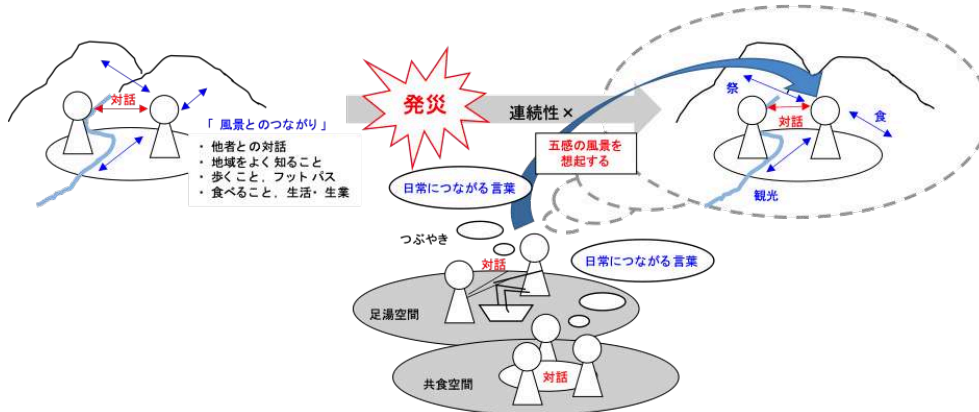 対話
「 風景とのつながり」
・ 他者との対話
・ 地域をよく知ること
・ 歩くこと、フットパス
・ 食べること、生活・生業
発災
連続性×
五感の風景を
想起する
祭
対話
食
観光
日常につながる言葉
つぶやき
対話
日常につながる言葉
足湯空間
対話
共食空間